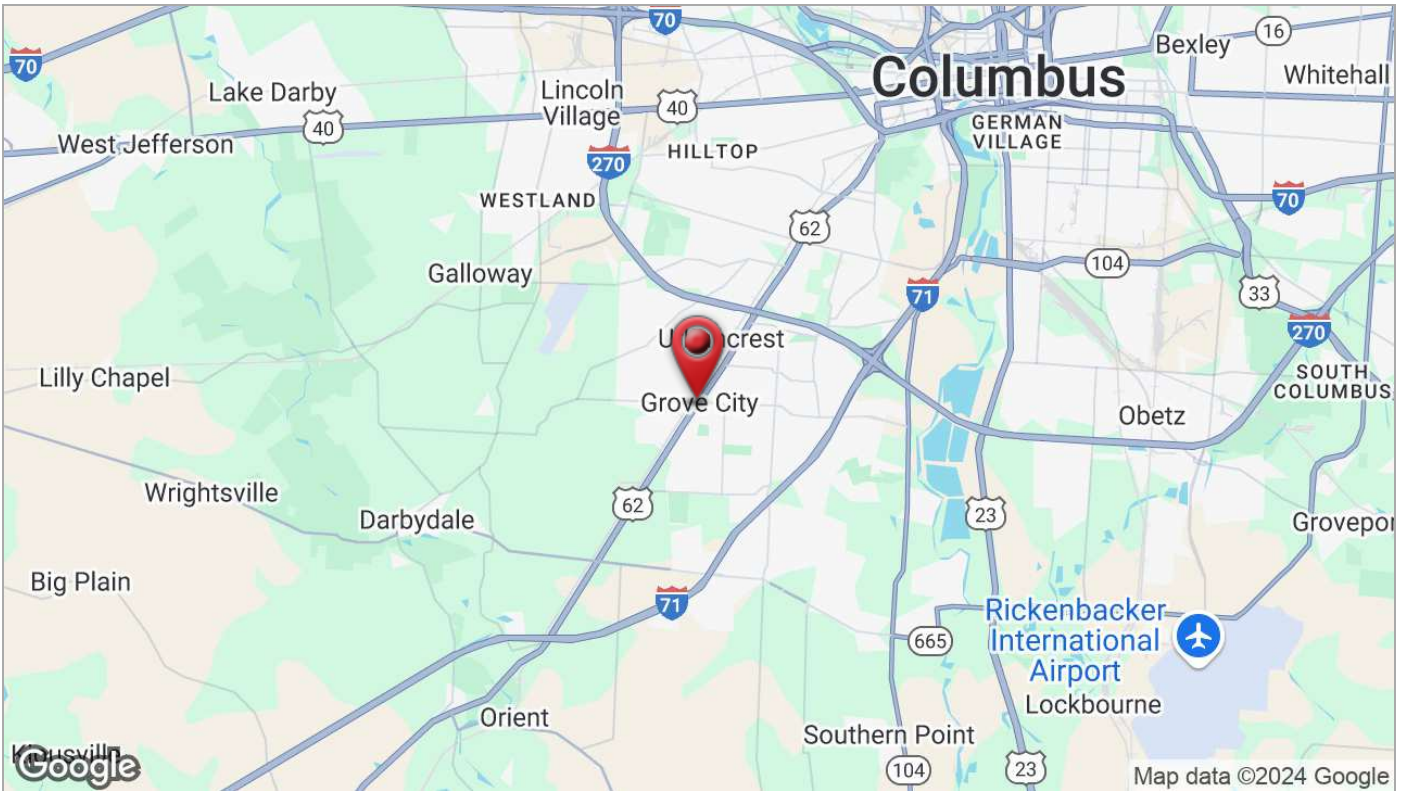 70
16
Bexley
70
Columbus
Whitehall
Lake Darby
Lincoln
Village
40
40
GERMAN
VILLAGE
West Jefferson
HILLTOP
270
WESTLAND
70
62
104
Galloway
71
33
270
Lilly Chapel
SOUTH
COLUMBUS
Grove City
Obetz
Wrightsville
62
23
Darbydale
Big Plain
71
Rickenbacker
International
Airport
665
Lockbourne
Orient
Southern Point
104
23
Google
Map data ©2024 Google